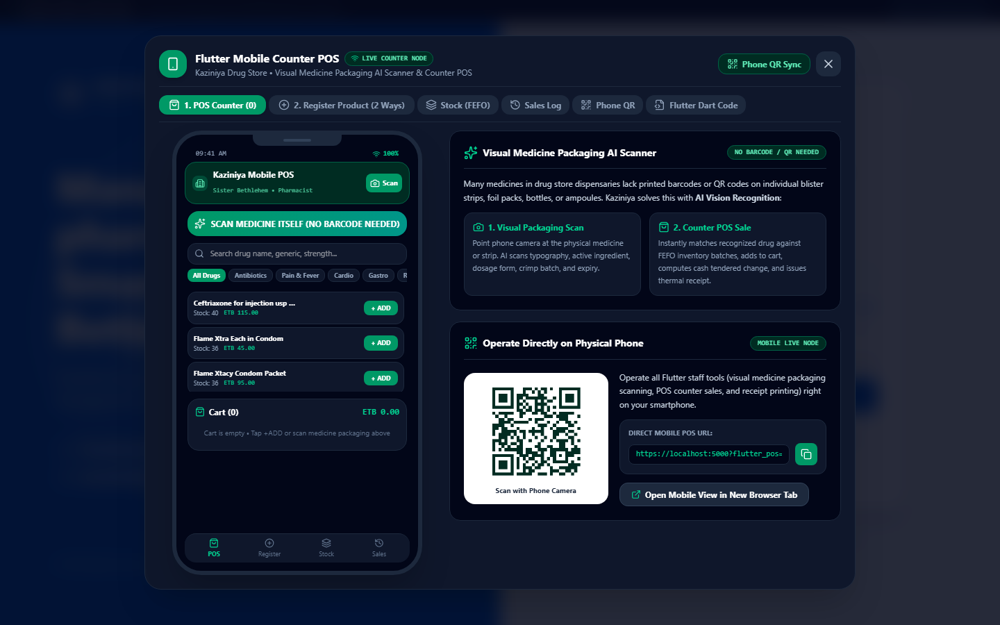 Flutter Mobile Counter POS
LIVE COUNTER NODE
Kaziniya Drug Store • Visual Medicine Packaging AI Scanner & Counter POS
Phone QR Sync
1. POS Counter (0)
2. Register Product (2 Ways)
Stock (FEFO)
Sales Log
Phone QR
Flutter Dart Code
09:41 AM
100%
Kaziniya Mobile POS
Sister Bethlehem • Pharmacist
Scan
SCAN MEDICINE ITSELF (NO BARCODE NEEDED)
Search drug name, generic, strength...
All Drugs
Antibiotics
Pain & Fever
Cardio
Gastro
R
Ceftriaxone for injection usp ...
Stock: 40 ETB 115.00
+ ADD
Flame Xtra Each in Condom
Stock: 36 ETB 45.00
+ ADD
Flame Xtacy Condom Packet
Stock: 36 ETB 95.00
+ ADD
Cart (0)
ETB 0.00
Cart is empty • Tap +ADD or scan medicine packaging above
POS
Register
Stock
Sales
Visual Medicine Packaging AI Scanner
NO BARCODE / QR NEEDED
Many medicines in drug store dispensaries lack printed barcodes or QR codes on individual blister
strips, foil packs, bottles, or ampoules. Kaziniya solves this with AI Vision Recognition:
1. Visual Packaging Scan
Point phone camera at the physical medicine
or strip. AI scans typography, active ingredient,
dosage form, crimp batch, and expiry.
2. Counter POS Sale
Instantly matches recognized drug against
FEFO inventory batches, adds to cart,
computes cash tendered change, and issues
thermal receipt.
Operate Directly on Physical Phone
MOBILE LIVE NODE
Scan with Phone Camera
Operate all Flutter staff tools (visual medicine packaging
scanning, POS counter sales, and receipt printing) right
on your smartphone.
DIRECT MOBILE POS URL:
https://localhost:5000?flutter_pos=
Open Mobile View in New Browser Tab